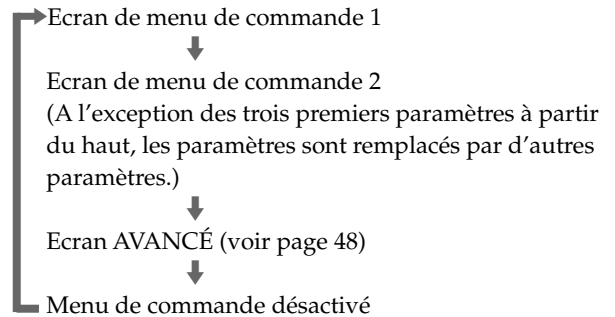 Ecran de menu de commande 1
Ecran de menu de commande 2
(A l'exception des trois premiers paramètres à partir
du haut, les paramètres sont remplacés par d'autres
paramètres.)
Ecran AVANCÉ (voir page 48)
Menu de commande désactivé